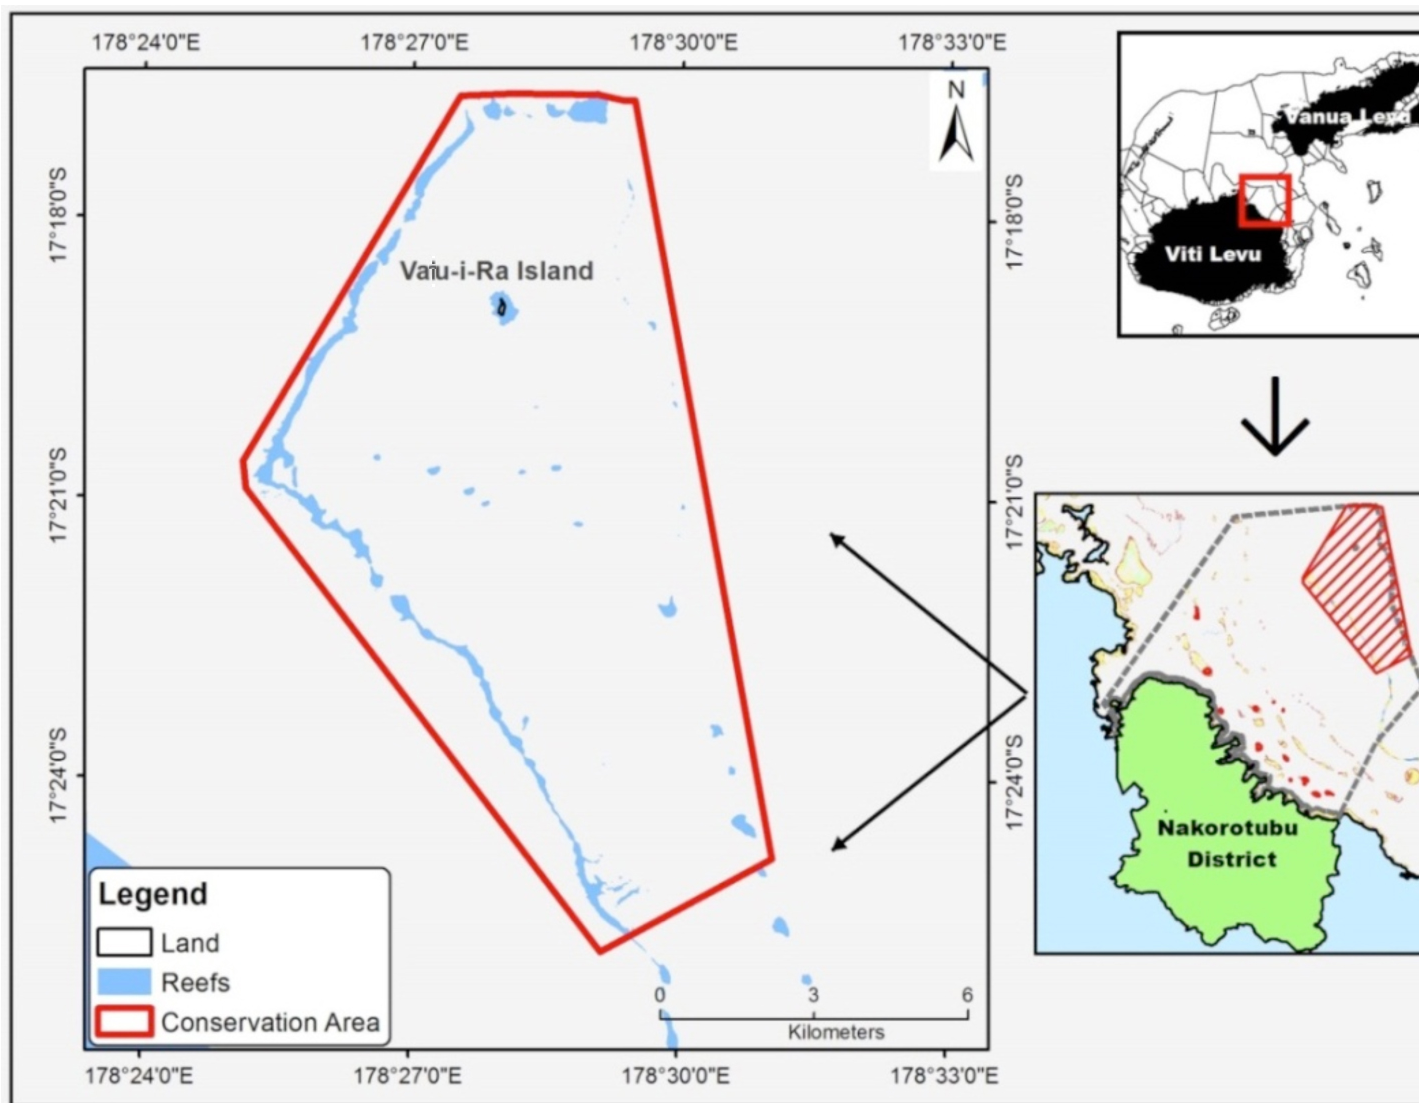 178°24'0"E 178°27'0"E 178°30'0"E 178°33'0"E
N
Vanua Levu
Viti Levu
17°18'0"S
17°18'0"S
Vatu-i-Ra Island
17°21'0"S
17°21'0"S
17°24'0"S
17°24'0"S
Nakorotubu
District
Legend
Land
Reefs
Conservation Area
0 3 6
Kilometers
178°24'0"E 178°27'0"E 178°30'0"E 178°33'0"E